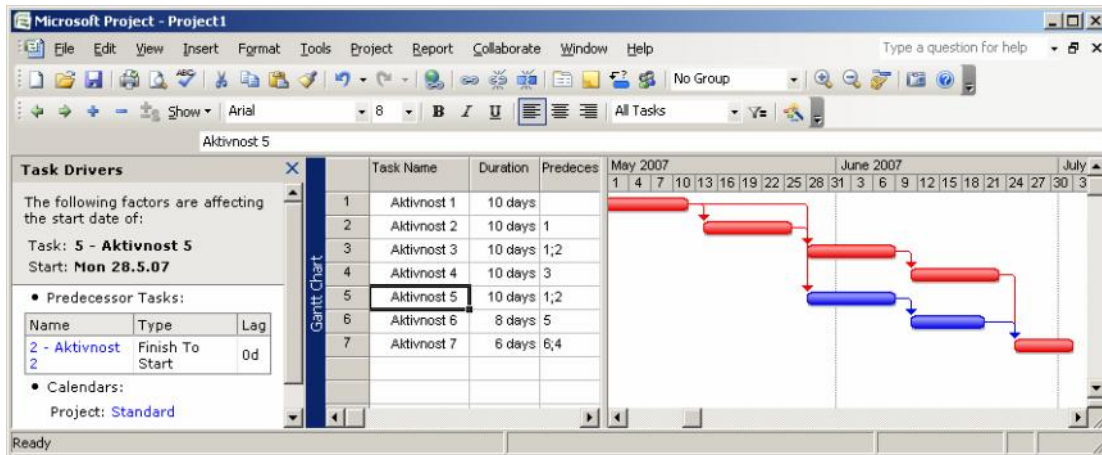 Microsoft Project - Project1
File Edit View Insert Format Tools Project Report Collaborate Window Help Type a question for help
No Group
Show Arial 8 B I U All Tasks
Aktivnost 5
Task Drivers
The following factors are affecting
the start date of:
Task: 5 - Aktivnost 5
Start: Mon 28.5.07
• Predecessor Tasks:
Name Type Lag
2 - Aktivnost 2 Finish To Start 0d
• Calendars:
Project: Standard
Gantt Chart
Task Name Duration Predeces
1 Aktivnost 1 10 days
2 Aktivnost 2 10 days 1
3 Aktivnost 3 10 days 1;2
4 Aktivnost 4 10 days 3
5 Aktivnost 5 10 days 1;2
6 Aktivnost 6 8 days 5
7 Aktivnost 7 6 days 6;4
May 2007 June 2007 July
1 4 7 10 13 16 19 22 25 28 31 3 6 9 12 15 18 21 24 27 30 3
Ready